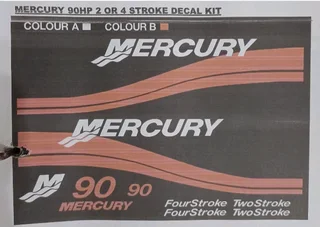 MERCURY 90HP 2 OR 4 STROKE DECAL KIT
COLOUR A COLOUR B
MERCURY
MERCURY
M 90 90
MERCURY
FourStroke TwoStroke
FourStroke TwoStroke